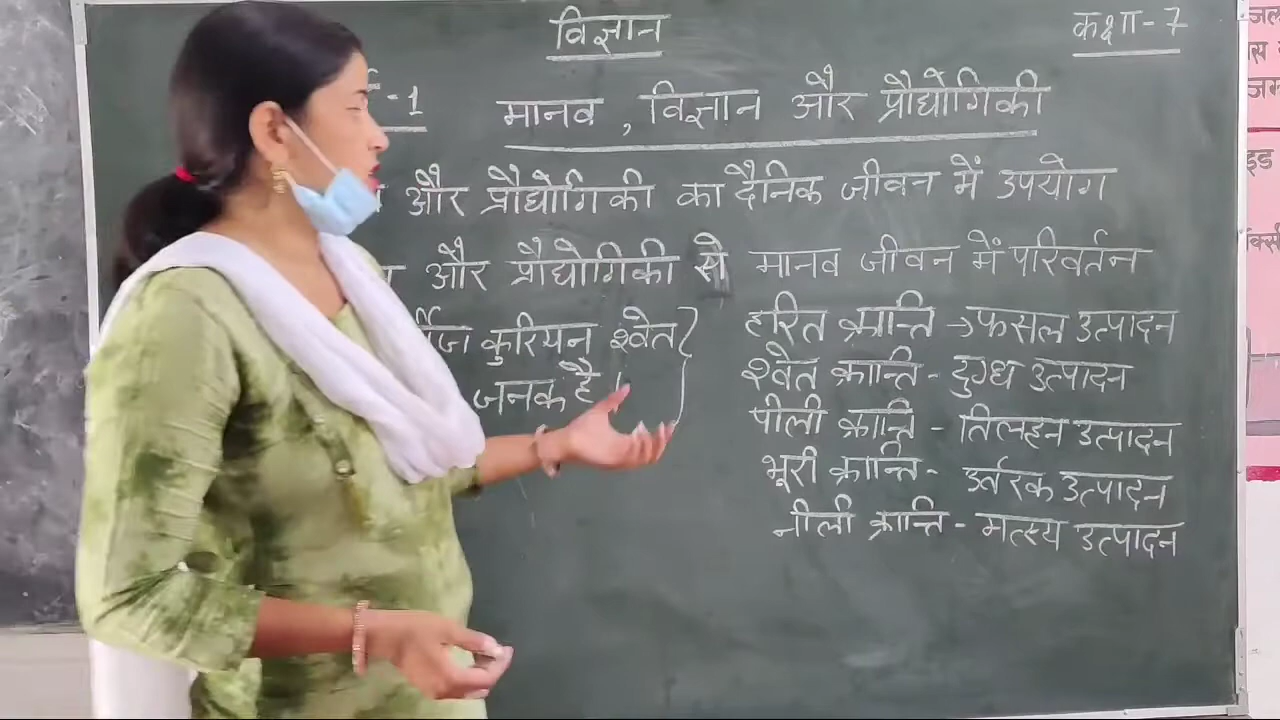 विज्ञान
कक्षा-7
-1 मानव , विज्ञान और प्रौद्योगिकी
और प्रौद्योगिकी का दैनिक जीवन में उपयोग
और प्रौद्योगिकी से मानव जीवन में परिवर्तन
कुरियन श्वेत
जनक है ।
हरित क्रान्ति → फसल उत्पादन
श्वेत क्रान्ति - दुग्ध उत्पादन
पीली क्रान्ति - तिलहन उत्पादन
भूरी क्रान्ति - उर्वरक उत्पादन
नीली क्रान्ति - मत्स्य उत्पादन
जल